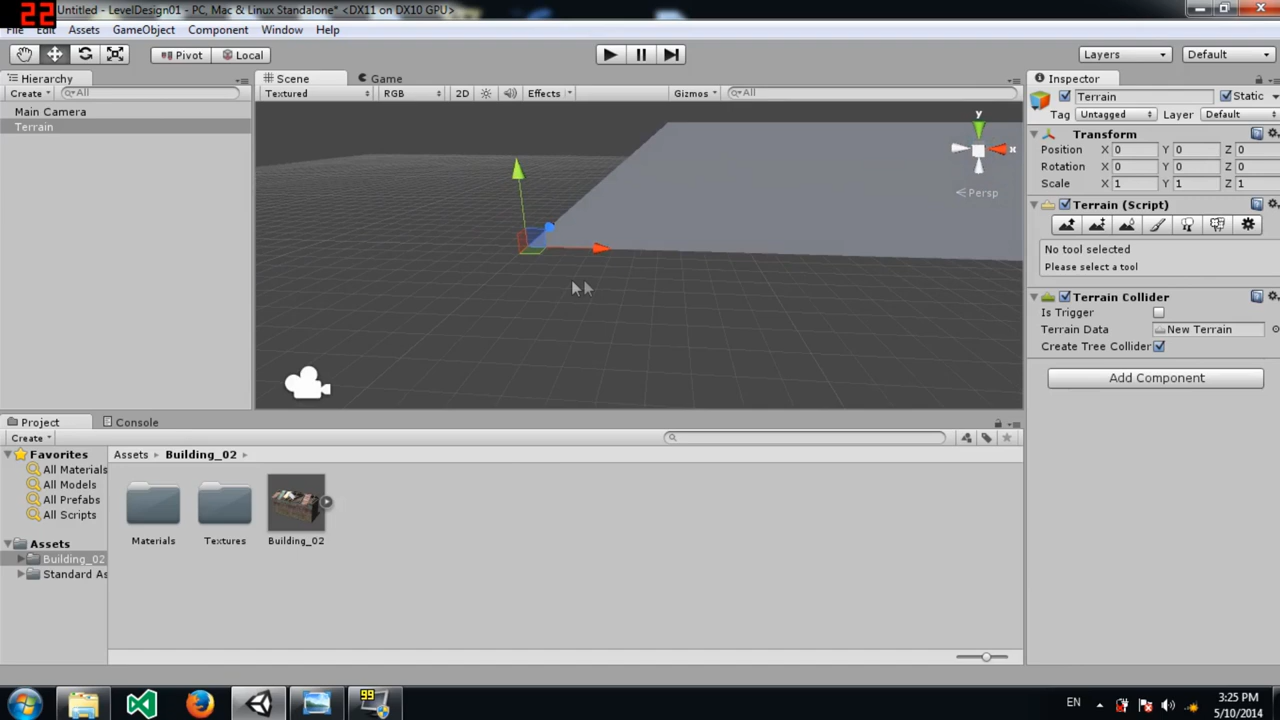 22
Untitled - LevelDesign01 - PC, Mac & Linux Standalone* <DX11 on DX10 GPU>
File Edit Assets GameObject Component Window Help
Pivot Local Layers Default
Hierarchy
Create All
Main Camera
Terrain
Scene Game
Textured RGB 2D Effects Gizmos All
y
x
Persp
Inspector
Terrain Static
Tag Untagged Layer Default
Transform
Position X 0 Y 0 Z 0
Rotation X 0 Y 0 Z 0
Scale X 1 Y 1 Z 1
Terrain (Script)
No tool selected
Please select a tool
Terrain Collider
Is Trigger
Terrain Data New Terrain
Create Tree Collider
Add Component
Project Console
Create
Favorites
All Materials
All Models
All Prefabs
All Scripts
Assets
Building_02
Standard As
Assets Building_02
Materials Textures Building_02
99
EN
3:25 PM
5/10/2014